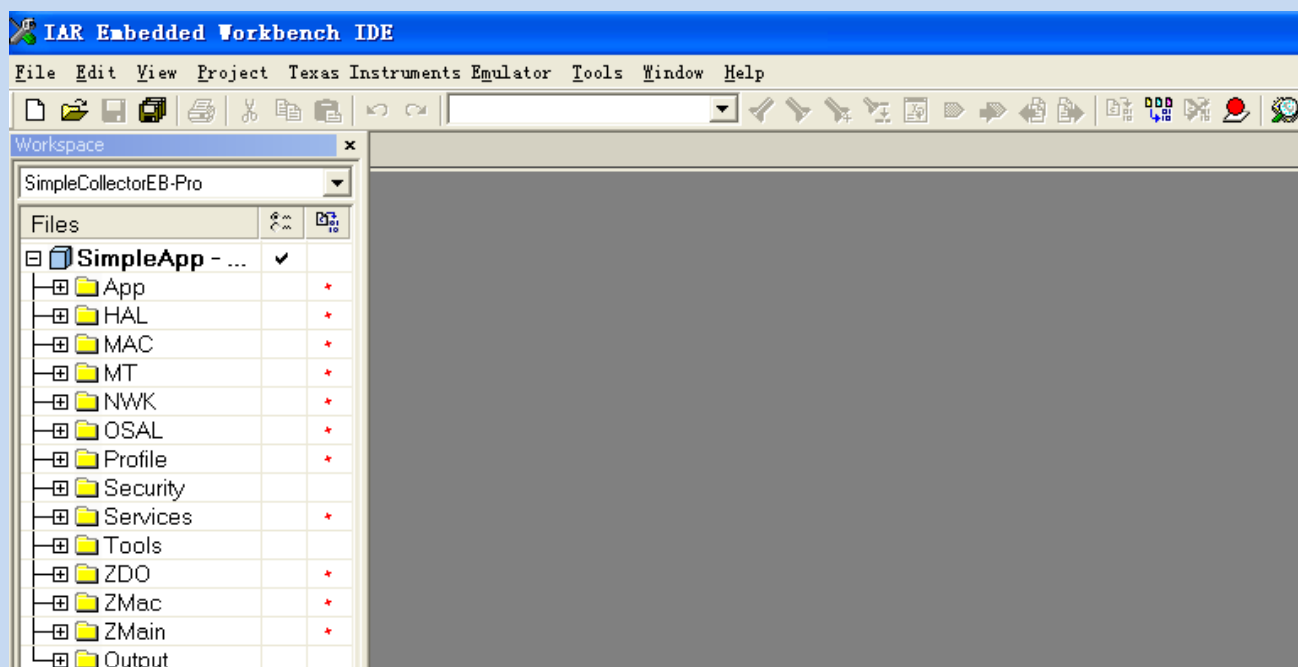 IAR Embedded Workbench IDE
File Edit View Project Texas Instruments Emulator Tools Window Help
Workspace
SimpleCollectorEB-Pro
Files
SimpleApp - ...
App
HAL
MAC
MT
NWK
OSAL
Profile
Security
Services
Tools
ZDO
ZMac
ZMain
Output